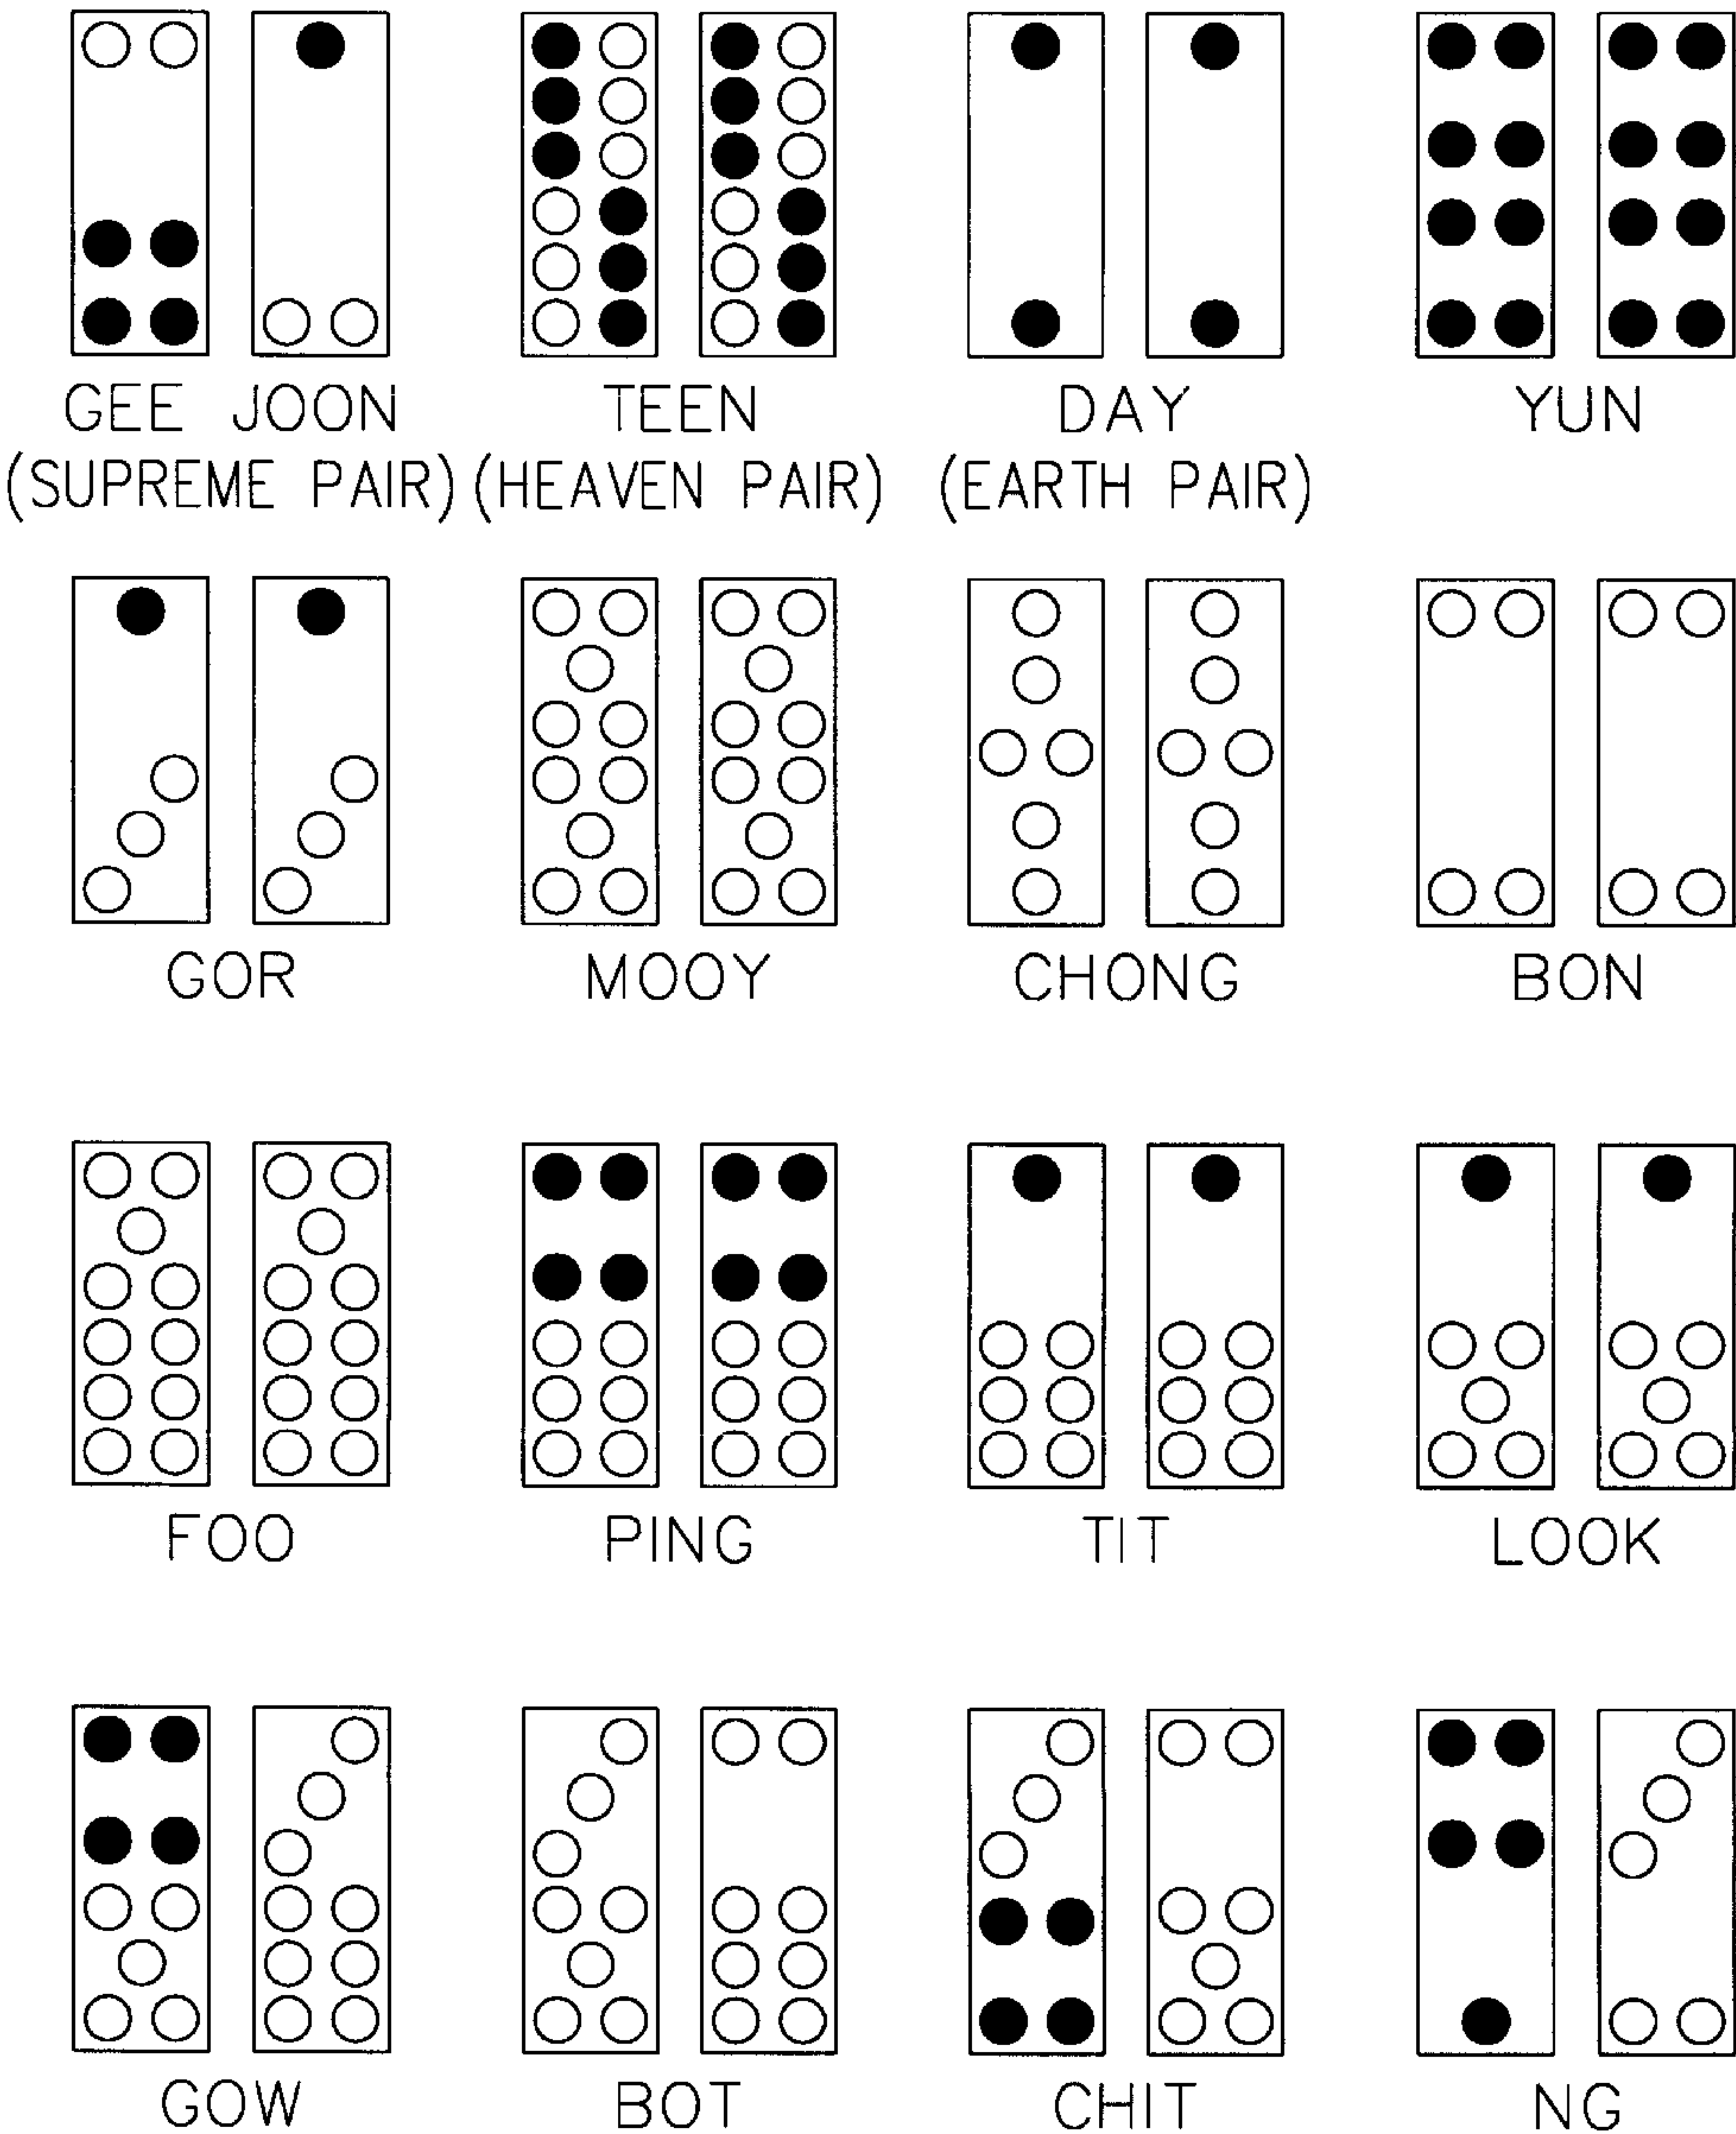 GEE JOON TEEN DAY YUN
(SUPREME PAIR) (HEAVEN PAIR) (EARTH PAIR)
GOR MOOY CHONG BON
FOO PING TIT LOOK
GOW BOT CHIT NG